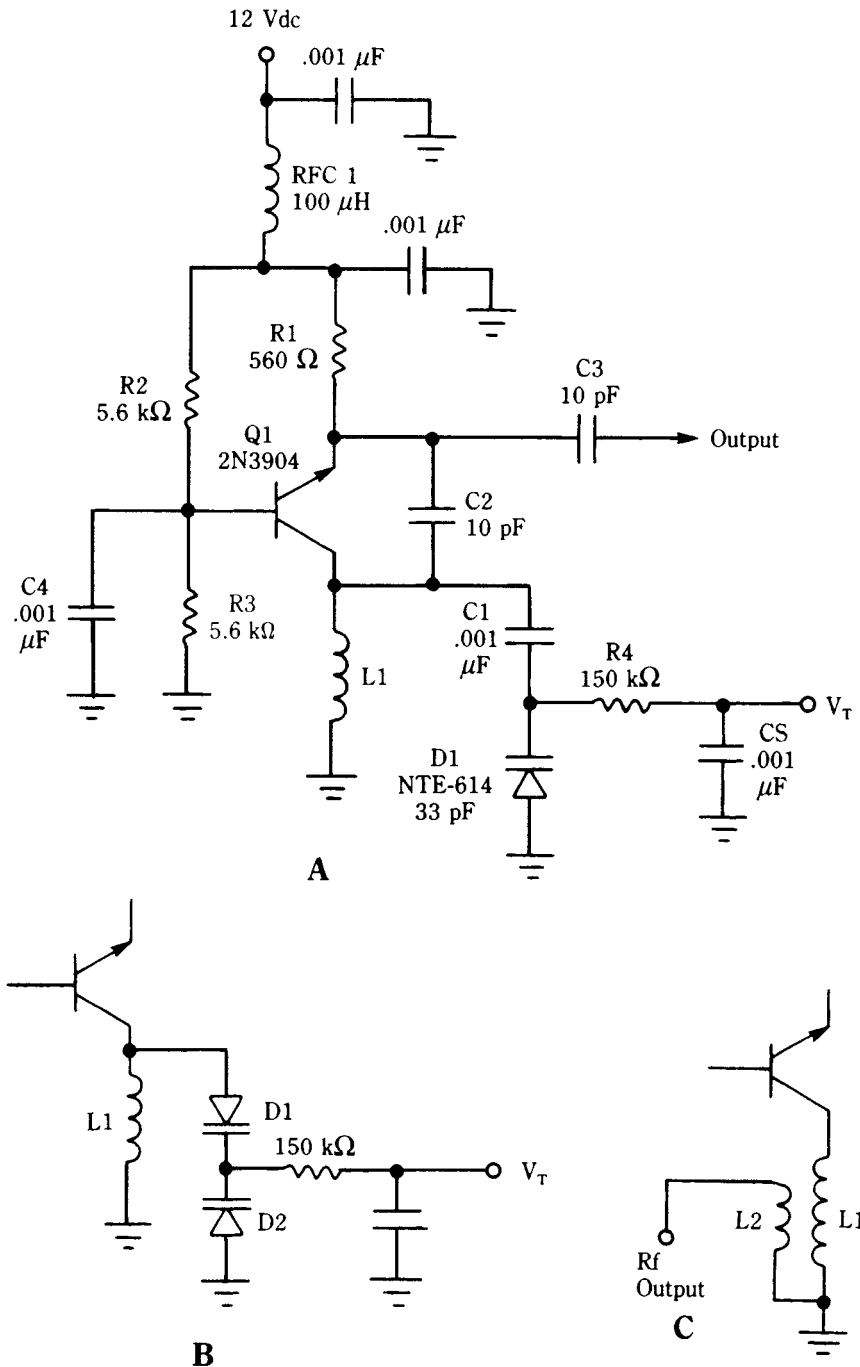 12 Vdc
.001 µF
RFC 1
100 µH
.001 µF
R1
560 Ω
R2
5.6 kΩ
C3
10 pF
Q1
2N3904
Output
C2
10 pF
C4
.001
µF
R3
5.6 kΩ
L1
C1
.001
µF
R4
150 kΩ
V_T
D1
NTE-614
33 pF
CS
.001
µF
A
L1
D1
150 kΩ
V_T
D2
B
L2
L1
Rf
Output
C